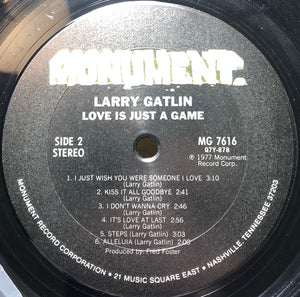 MONUMENT.
LARRY GATLIN
LOVE IS JUST A GAME
SIDE 2
STEREO
MG 7616
Q7Y-878
℗ 1977 Monument
Record Corp.
1. I JUST WISH YOU WERE SOMEONE I LOVE 3:10
(Larry Gatlin)
2. KISS IT ALL GOODBYE (Larry Gatlin) 2:41
3. I DON'T WANNA CRY 2:46
(Larry Gatlin)
4. IT'S LOVE AT LAST 2:56
(Larry Gatlin)
5. STEPS (Larry Gatlin) 2:53
6. ALLELUIA (Larry Gatlin) 2:22
Produced by: Fred Foster
MONUMENT RECORD CORPORATION • 21 MUSIC SQUARE EAST • NASHVILLE, TENNESSEE 37203